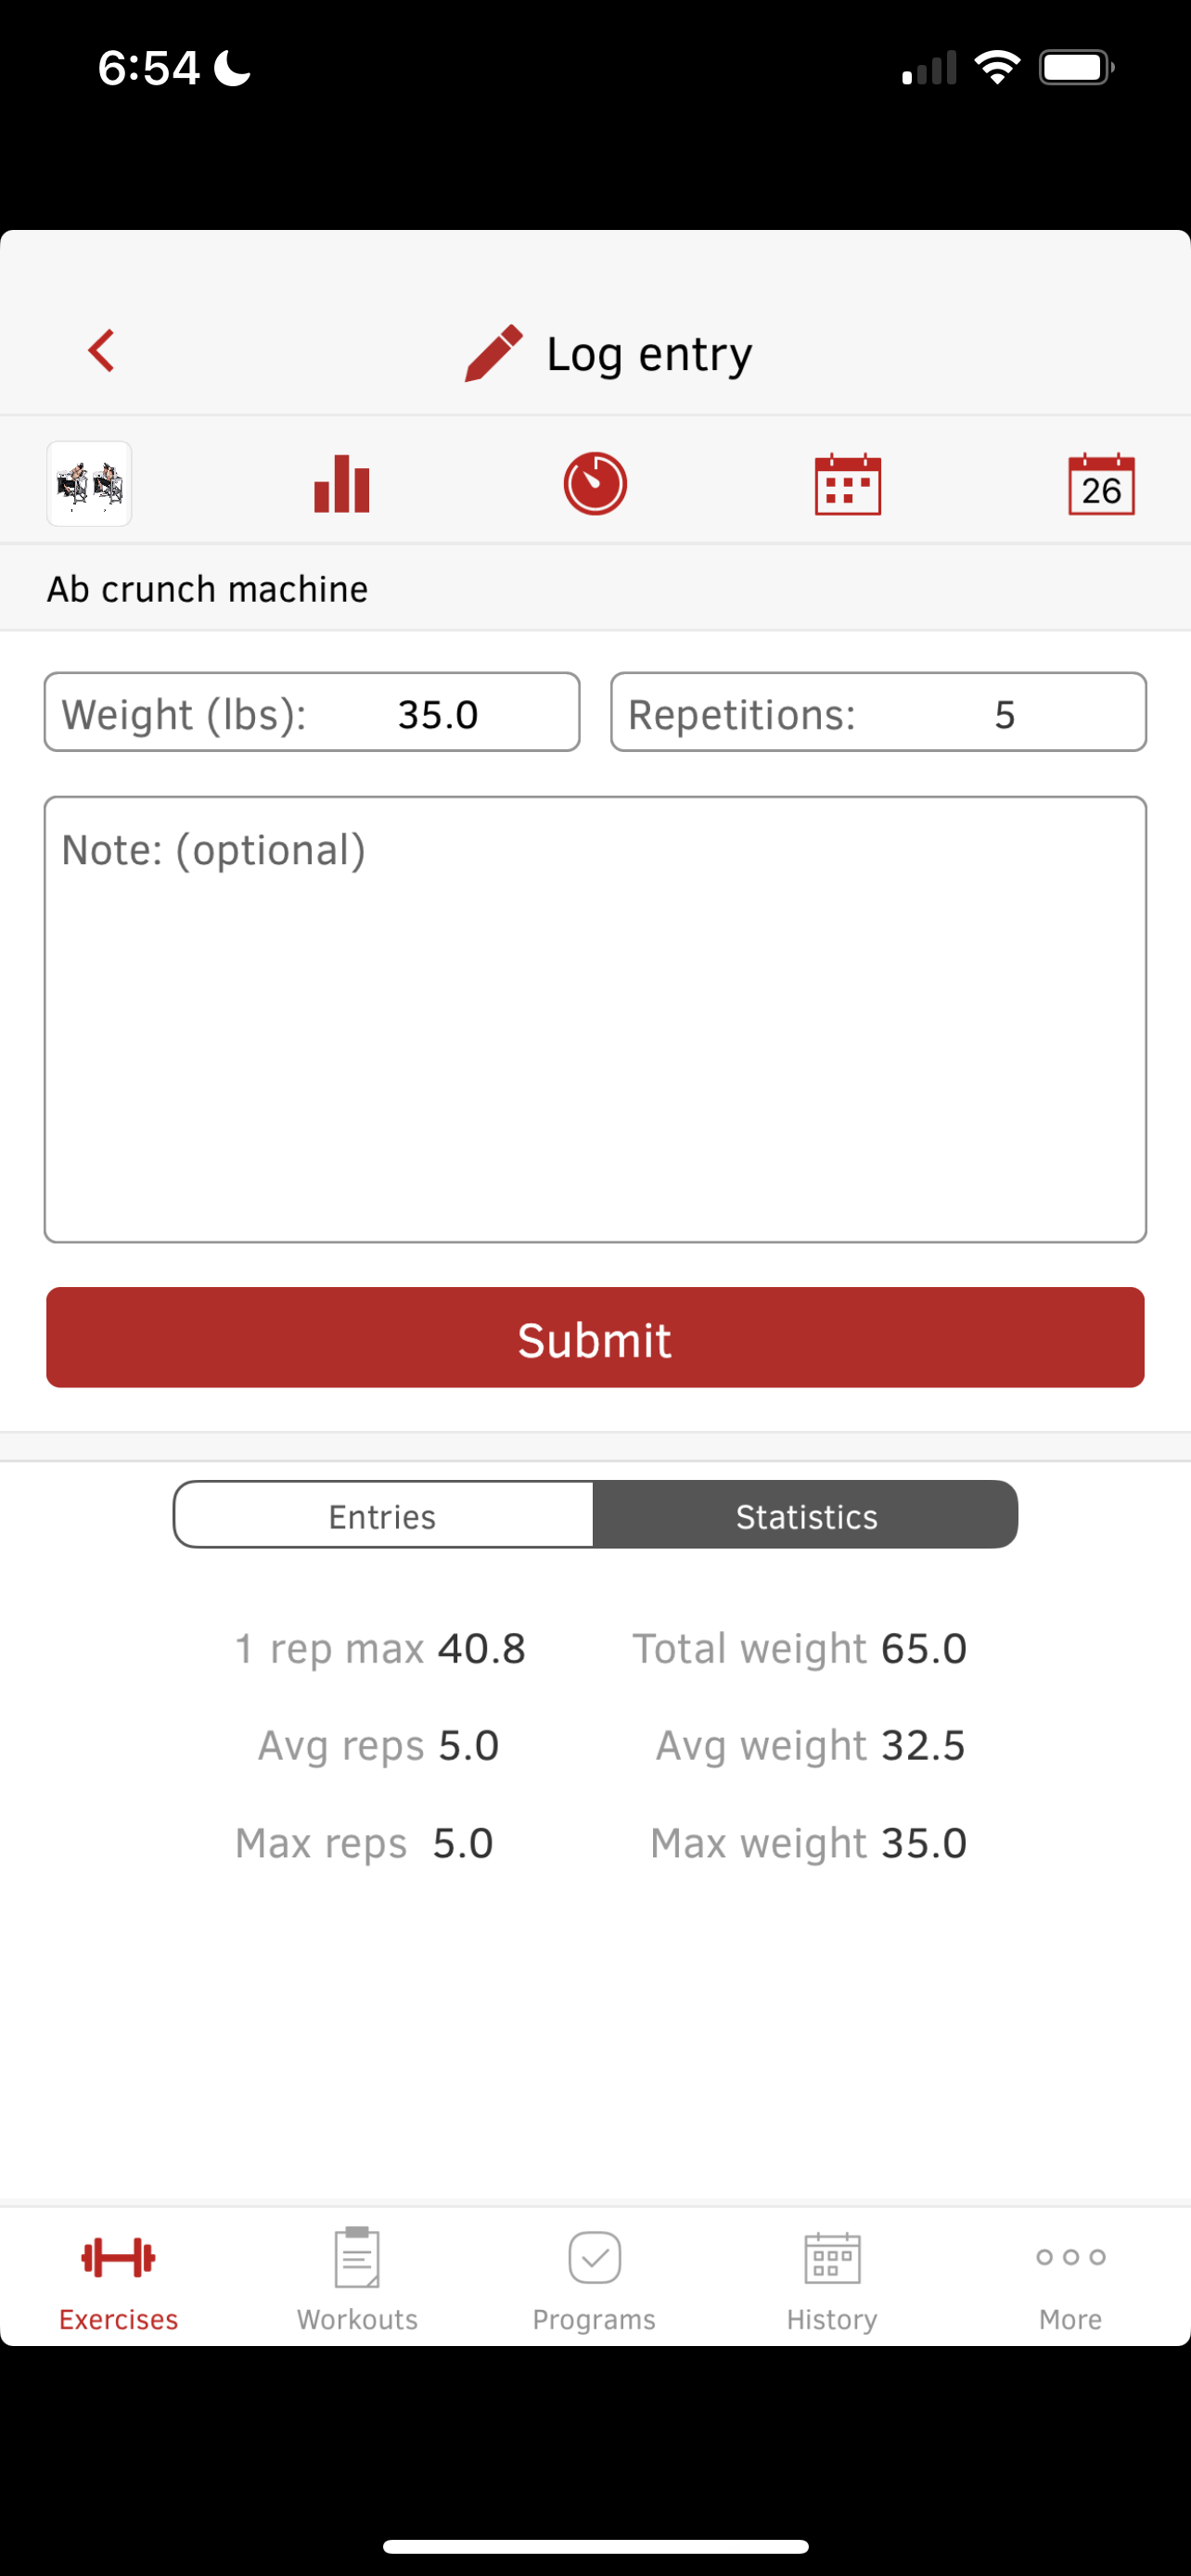 6:54
Log entry
26
Ab crunch machine
Weight (lbs): 35.0 Repetitions: 5
Note: (optional)
Submit
Entries Statistics
1 rep max 40.8 Total weight 65.0
Avg reps 5.0 Avg weight 32.5
Max reps 5.0 Max weight 35.0
Exercises Workouts Programs History More